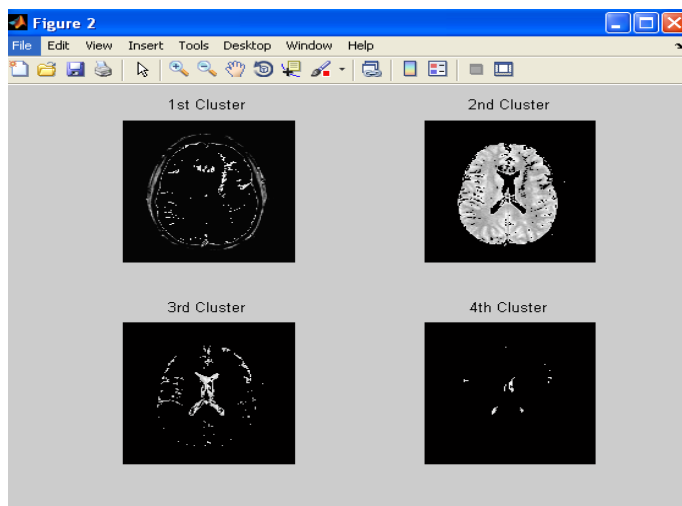 Figure 2
File Edit View Insert Tools Desktop Window Help
1st Cluster 2nd Cluster
3rd Cluster 4th Cluster